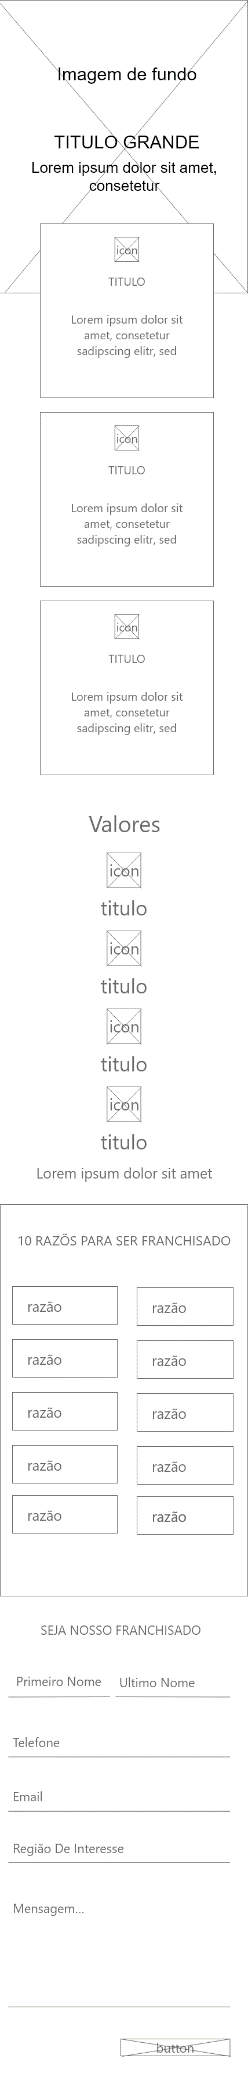 Imagem de fundo
TITULO GRANDE
Lorem ipsum dolor sit amet,
consetetur
icon
TITULO
Lorem ipsum dolor sit
amet, consetetur
sadipscing elitr, sed
icon
TITULO
Lorem ipsum dolor sit
amet, consetetur
sadipscing elitr, sed
icon
TITULO
Lorem ipsum dolor sit
amet, consetetur
sadipscing elitr, sed
Valores
icon
titulo
icon
titulo
icon
titulo
icon
titulo
Lorem ipsum dolor sit amet
10 RAZÕS PARA SER FRANCHISADO
razão razão
razão razão
razão razão
razão razão
razão razão
SEJA NOSSO FRANCHISADO
Primeiro Nome Ultimo Nome
Telefone
Email
Região De Interesse
Mensagem...
button